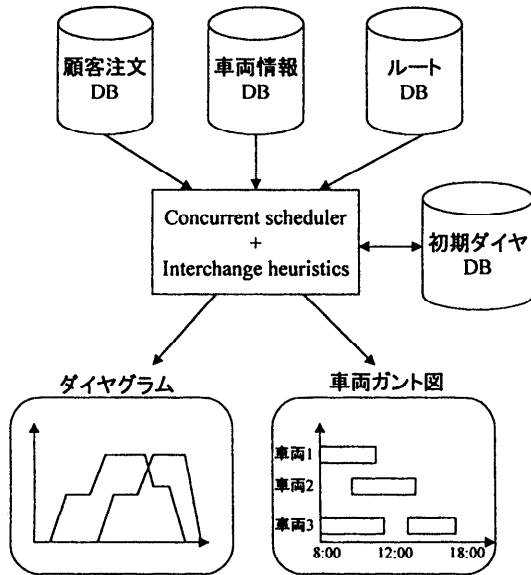 顧客注文
DB
車両情報
DB
ルート
DB
Concurrent scheduler
+
Interchange heuristics
初期ダイヤ
DB
ダイヤグラム
車両ガント図
車両1
車両2
車両3
8:00 12:00 18:00